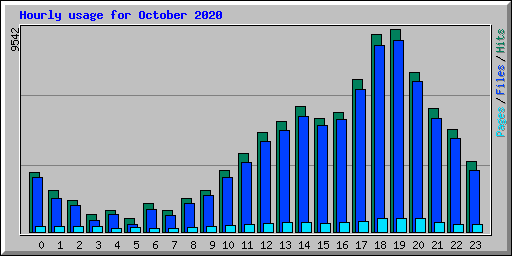 Hourly usage for October 2020
9542
Pages/Files/Hits
0 1 2 3 4 5 6 7 8 9 10 11 12 13 14 15 16 17 18 19 20 21 22 23